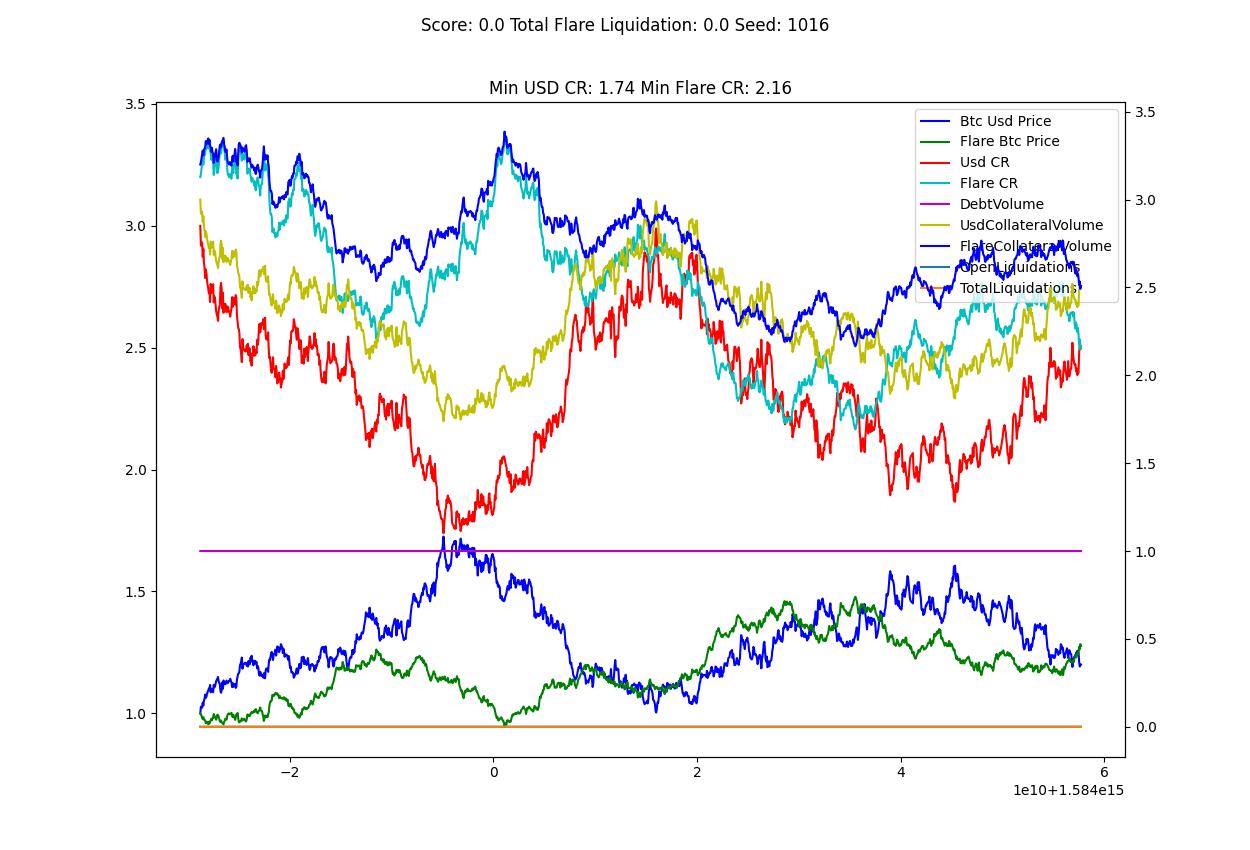 Score: 0.0 Total Flare Liquidation: 0.0 Seed: 1016
Min USD CR: 1.74 Min Flare CR: 2.16
3.5
3.0
2.5
2.0
1.5
1.0
3.5
3.0
2.5
2.0
1.5
1.0
0.5
0.0
Btc Usd Price
Flare Btc Price
Usd CR
Flare CR
DebtVolume
UsdCollateralVolume
FlareCollateralVolume
OpenLiquidations
TotalLiquidations
−2
0
2
4
6
1e10+1.584e15